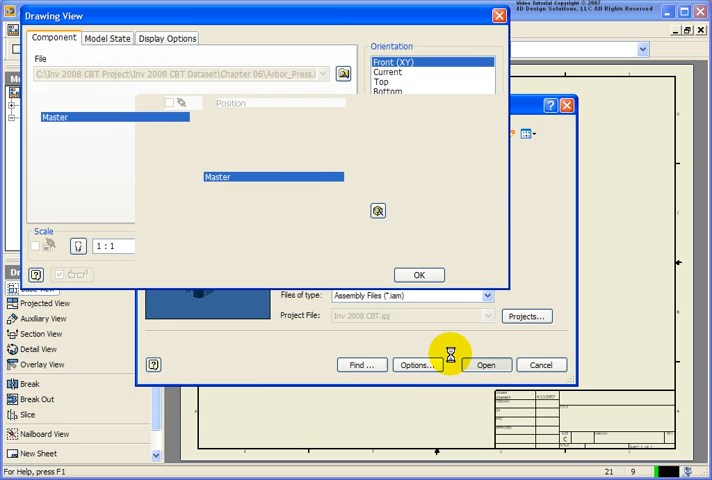 Video Tutorial Copyright © 2007
4D Design Solutions, LLC All Rights Reserved
Drawing View
Component
Model State
Display Options
Orientation
File
C:\Inv 2008 CBT Project\Inv 2008 CBT Dataset\Chapter 06\Arbor_Press.i
Front (XY)
Current
Top
Bottom
Position
Master
Master
Scale
1 : 1
OK
Base View
Projected View
Auxiliary View
Section View
Detail View
Overlay View
Break
Break Out
Slice
Nailboard View
New Sheet
Files of type:
Assembly Files (*.iam)
Project File:
Inv 2008 CBT.ipj
Projects...
Find ...
Options...
Open
Cancel
C
For Help, press F1
21
9